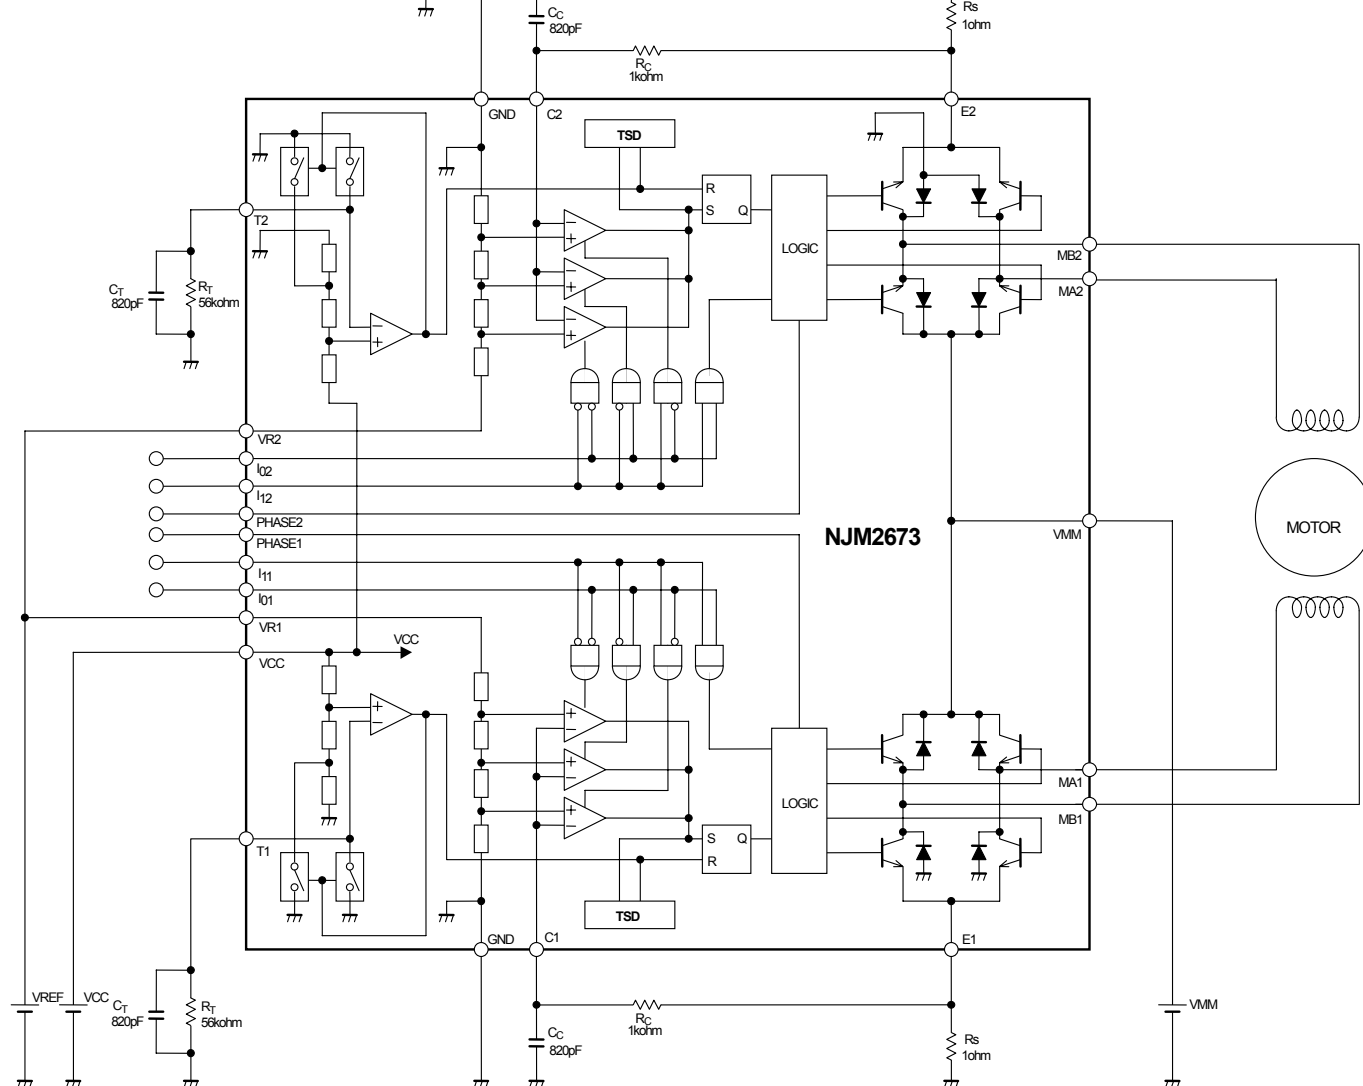 CC
820pF
Rs
1ohm
RC
1kohm
GND
C2
E2
TSD
R
S
Q
LOGIC
T2
MB2
MA2
CT
820pF
RT
56kohm
−
+
−
+
−
+
−
+
VR2
I02
I12
PHASE2
PHASE1
I11
I01
VR1
VCC
VCC
NJM2673
VMM
MOTOR
+
−
+
−
+
−
+
−
LOGIC
MA1
MB1
S
Q
R
T1
TSD
GND
C1
E1
VREF
VCC
CT
820pF
RT
56kohm
RC
1kohm
CC
820pF
Rs
1ohm
VMM